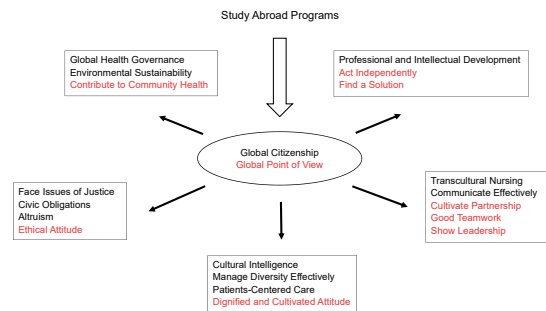 Study Abroad Programs
Global Health Governance
Environmental Sustainability
Contribute to Community Health
Professional and Intellectual Development
Act Independently
Find a Solution
Global Citizenship
Global Point of View
Face Issues of Justice
Civic Obligations
Altruism
Ethical Attitude
Transcultural Nursing
Communicate Effectively
Cultivate Partnership
Good Teamwork
Show Leadership
Cultural Intelligence
Manage Diversity Effectively
Patients-Centered Care
Dignified and Cultivated Attitude